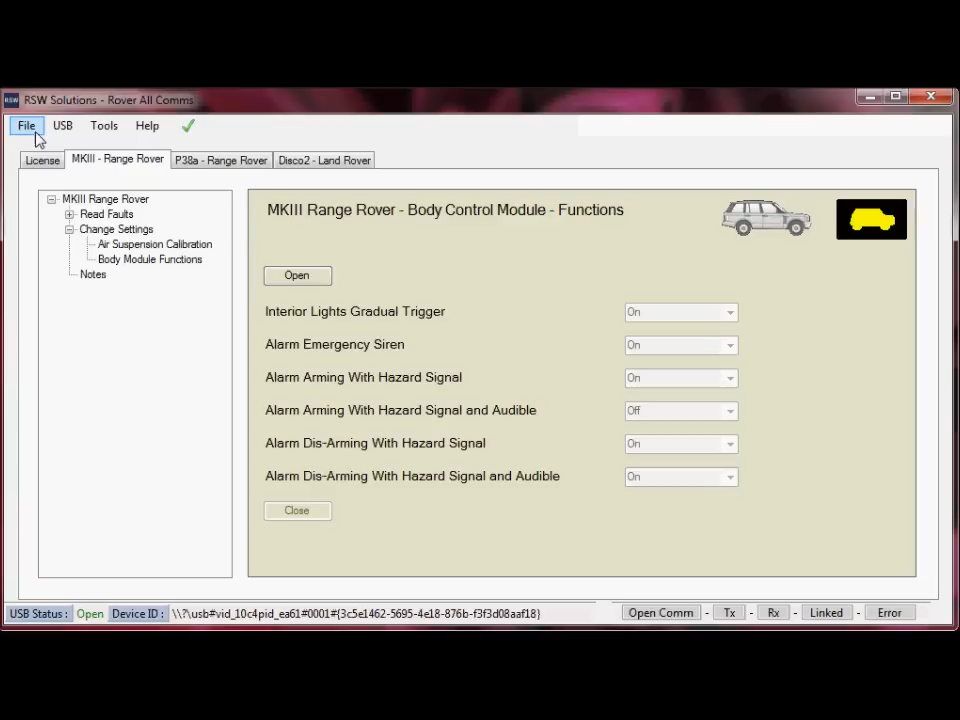 RSW RSW Solutions - Rover All Comms
File USB Tools Help
License MKIII - Range Rover P38a - Range Rover Disco2 - Land Rover
MKIII Range Rover
Read Faults
Change Settings
Air Suspension Calibration
Body Module Functions
Notes
MKIII Range Rover - Body Control Module - Functions
Open
Interior Lights Gradual Trigger On
Alarm Emergency Siren On
Alarm Arming With Hazard Signal On
Alarm Arming With Hazard Signal and Audible Off
Alarm Dis-Arming With Hazard Signal On
Alarm Dis-Arming With Hazard Signal and Audible On
Close
USB Status : Open Device ID : \\?\usb#vid_10c4pid_ea61#0001#{3c5e1462-5695-4e18-876b-f3f3d08aaf18} Open Comm - Tx - Rx - Linked - Error